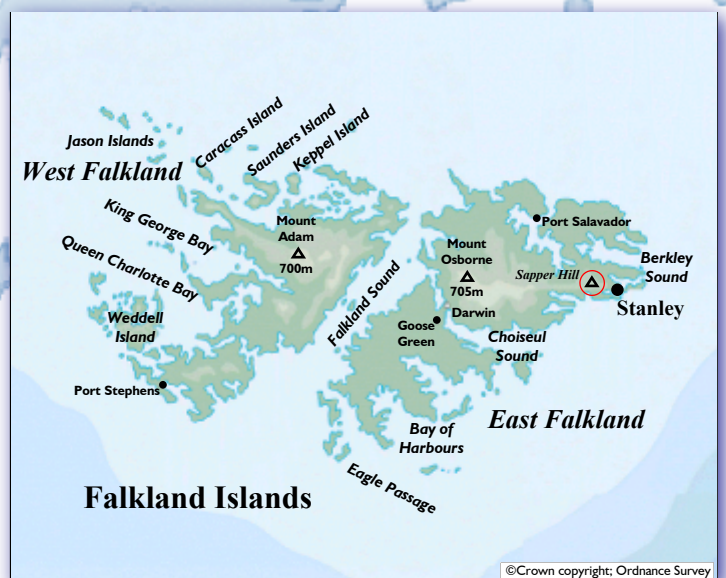 Jason Islands
Caracass Island
Saunders Island
Keppel Island
West Falkland
King George Bay
Mount
Adam
700m
Port Salavador
Queen Charlotte Bay
Mount
Osborne
705m
Berkley
Sound
Sapper Hill
Stanley
Falkland Sound
Weddell
Island
Darwin
Goose
Green
Choiseul
Sound
Port Stephens
East Falkland
Bay of
Harbours
Eagle Passage
Falkland Islands
©Crown copyright; Ordnance Survey